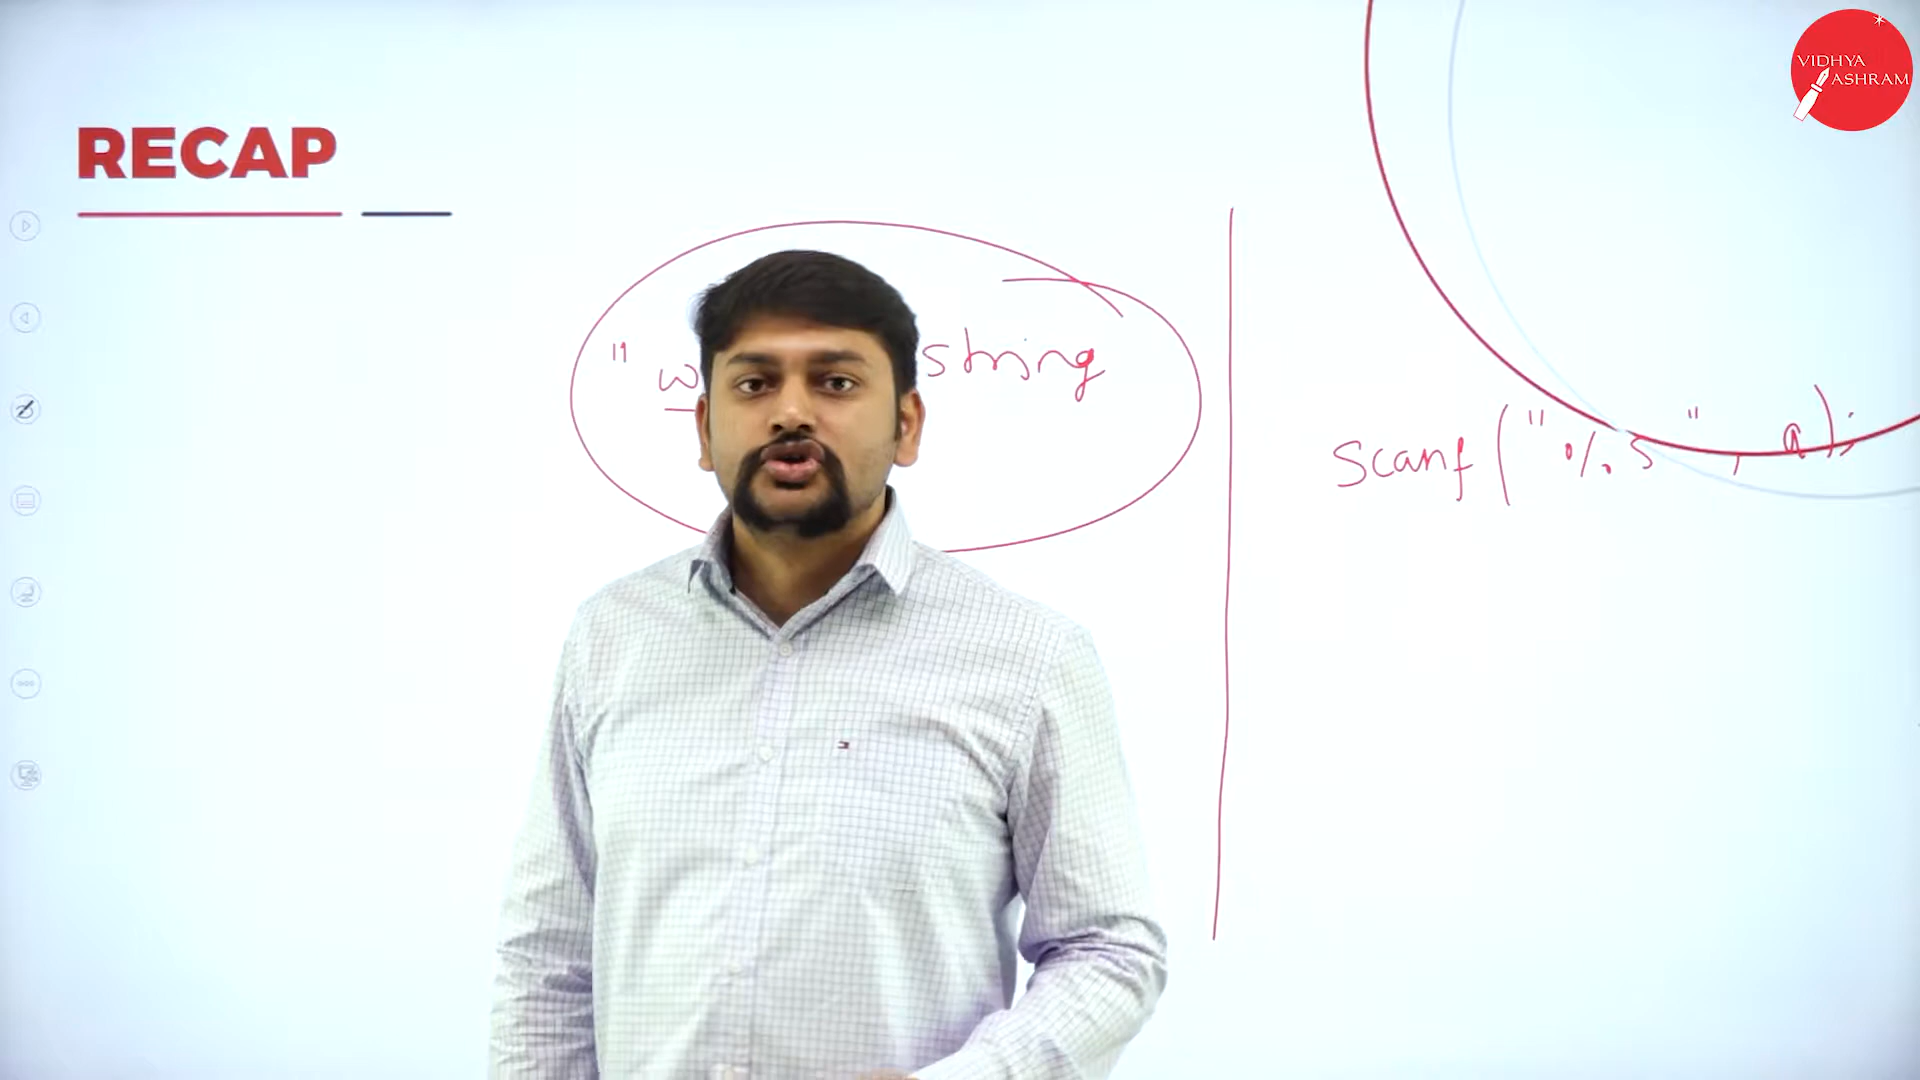 VIDHYA
ASHRAM
RECAP
" w string
scanf ( " %s " , a);